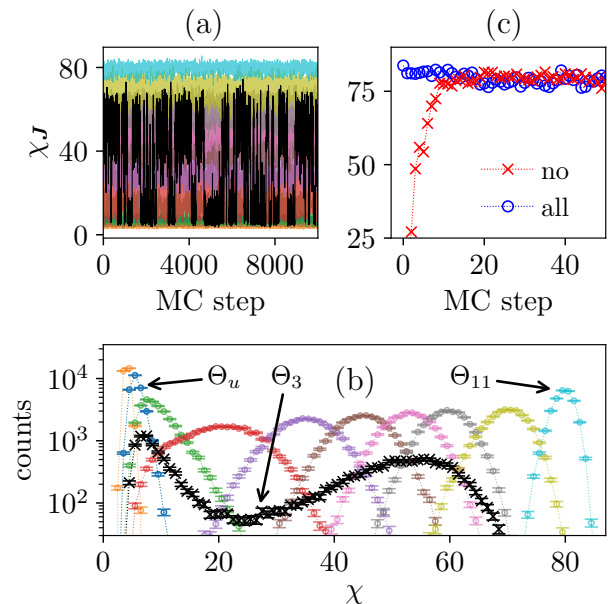 (a)
(c)
80
40
0
χ_J
0 4000 8000
MC step
75
50
25
no
all
0 20 40
MC step
(b)
Θ_u
Θ_3
Θ_11
10^4
10^3
10^2
counts
0 20 40 60 80
χ